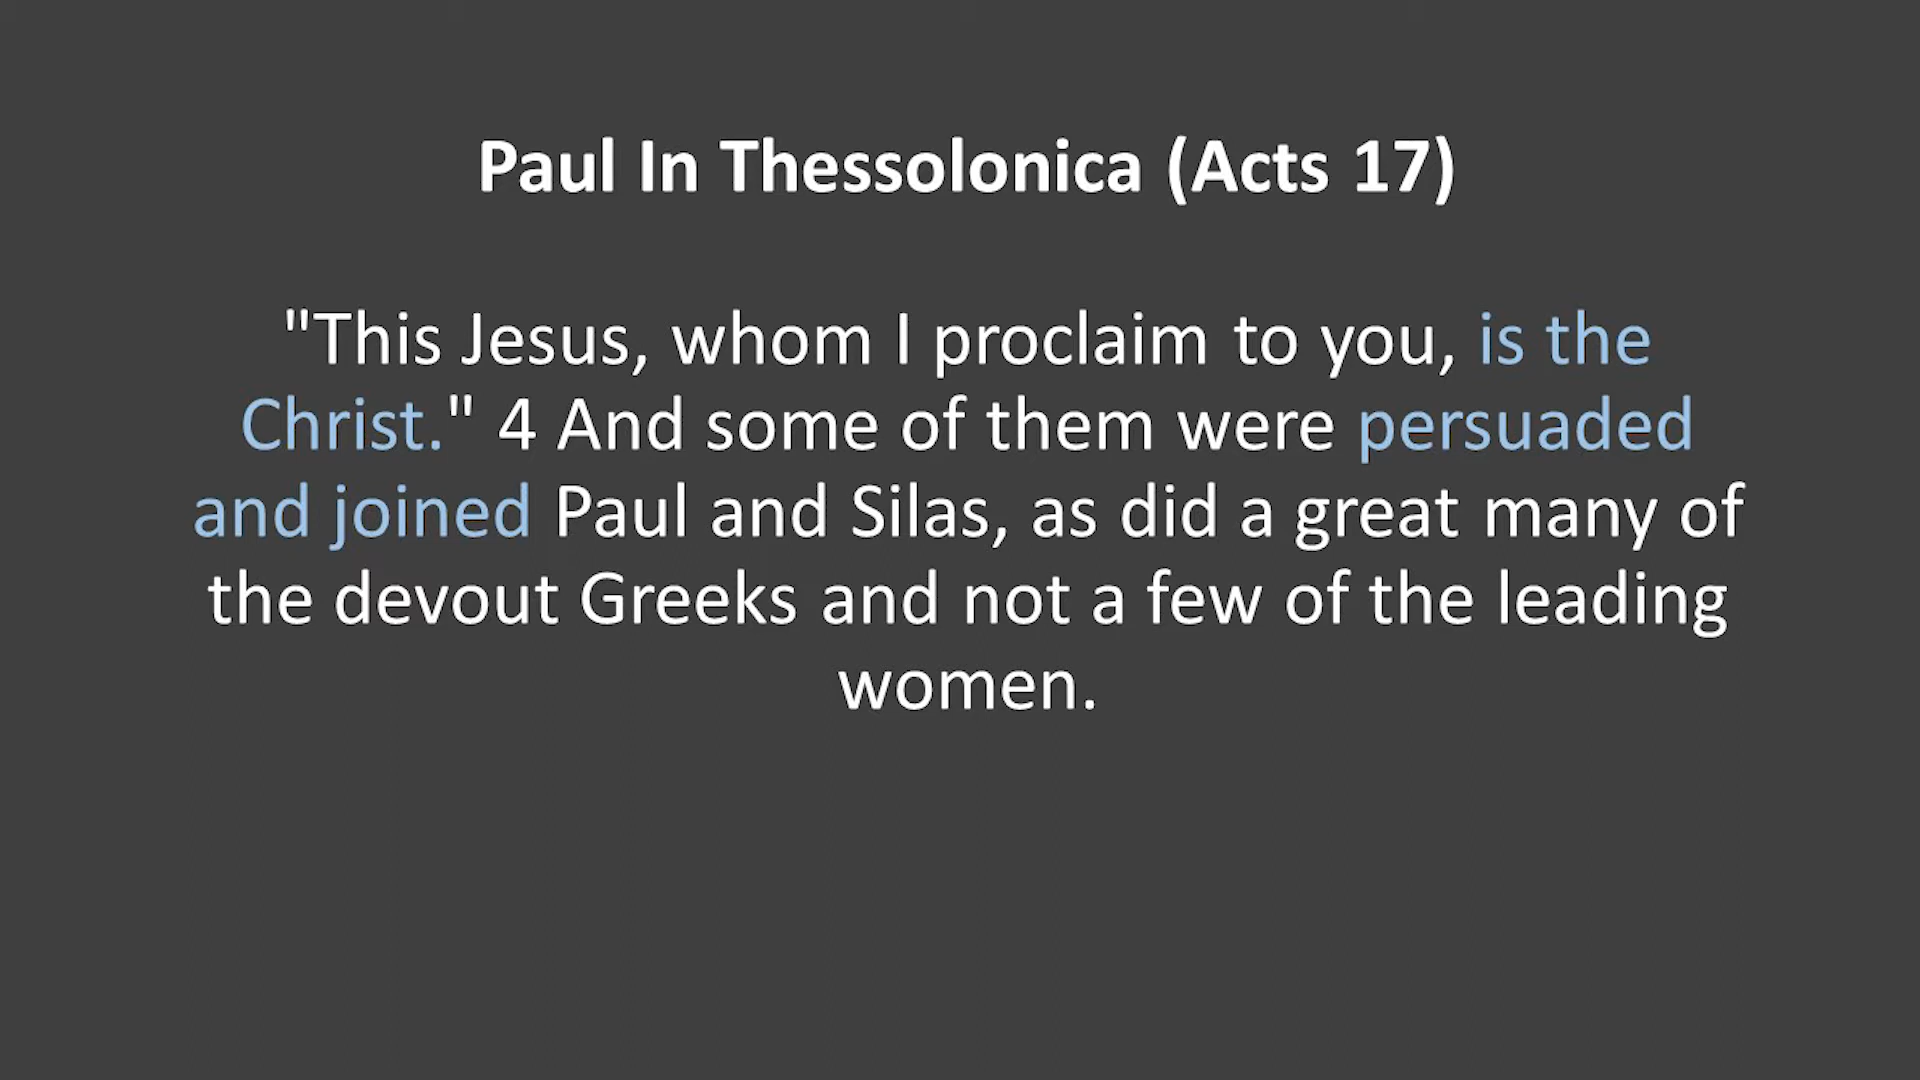 Paul In Thessolonica (Acts 17)
"This Jesus, whom I proclaim to you, is the
Christ." 4 And some of them were persuaded
and joined Paul and Silas, as did a great many of
the devout Greeks and not a few of the leading
women.